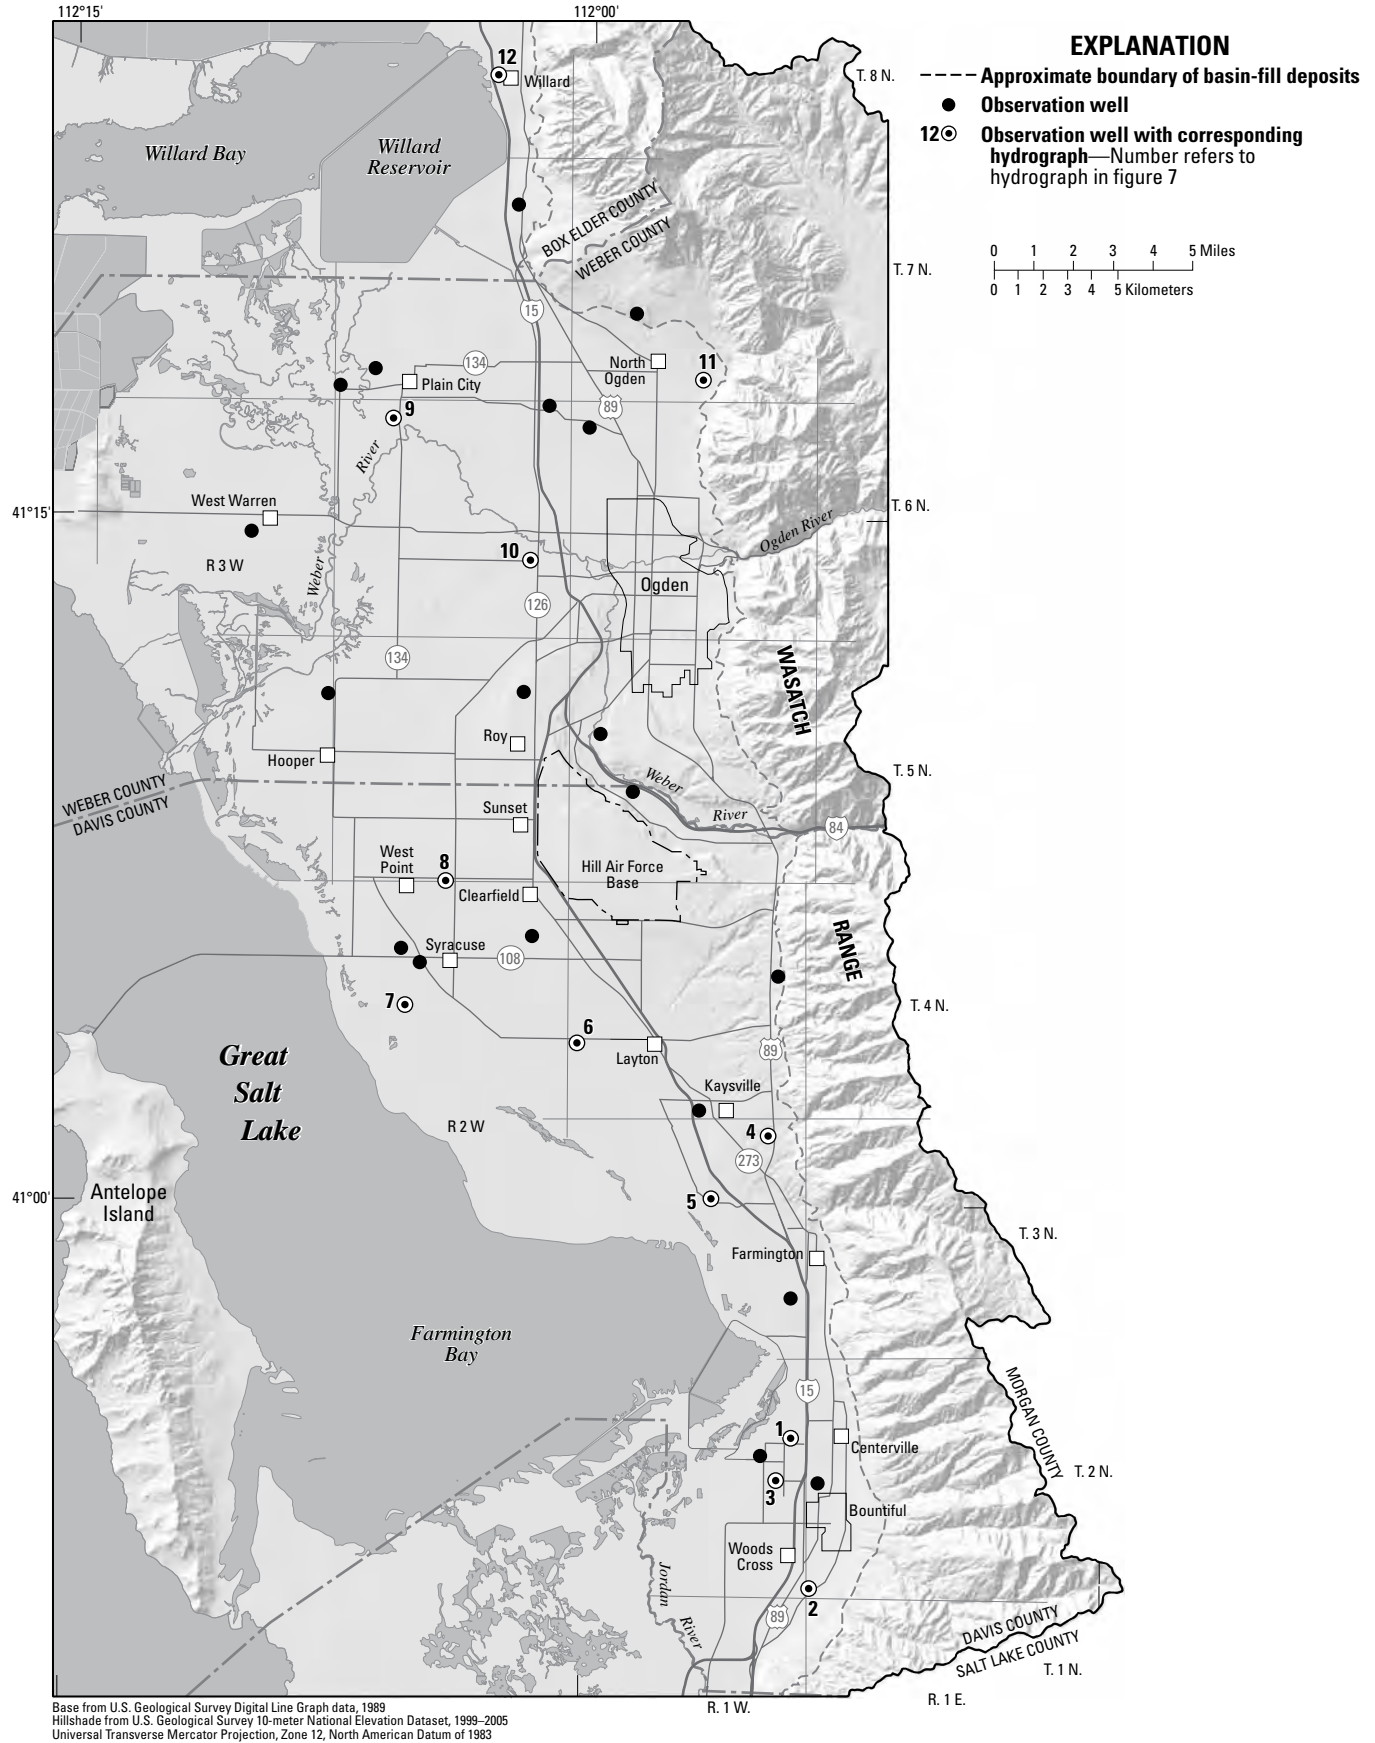 112°15'
112°00'
EXPLANATION
Approximate boundary of basin-fill deposits
Observation well
12 Observation well with corresponding
hydrograph—Number refers to
hydrograph in figure 7
0 1 2 3 4 5 Miles
0 1 2 3 4 5 Kilometers
12
Willard
T. 8 N.
Willard Bay
Willard
Reservoir
BOX ELDER COUNTY
WEBER COUNTY
T. 7 N.
15
134
North
Ogden
11
Plain City
9
89
River
West Warren
41°15'
T. 6 N.
Ogden River
R 3 W
10
Weber
Ogden
126
134
WASATCH
Roy
Hooper
T. 5 N.
WEBER COUNTY
DAVIS COUNTY
Weber
River
Sunset
84
West
Point
8
Clearfield
Hill Air Force
Base
RANGE
Syracuse
108
7
T. 4 N.
6
Layton
89
Great
Salt
Lake
Kaysville
R 2 W
4
273
41°00'
Antelope
Island
5
Farmington
T. 3 N.
Farmington
Bay
MORGAN COUNTY
15
1
Centerville
T. 2 N.
3
Bountiful
Woods
Cross
Jordan
River
2
89
DAVIS COUNTY
SALT LAKE COUNTY
T. 1 N.
R. 1 W.
R. 1 E.
Base from U.S. Geological Survey Digital Line Graph data, 1989
Hillshade from U.S. Geological Survey 10-meter National Elevation Dataset, 1999–2005
Universal Transverse Mercator Projection, Zone 12, North American Datum of 1983